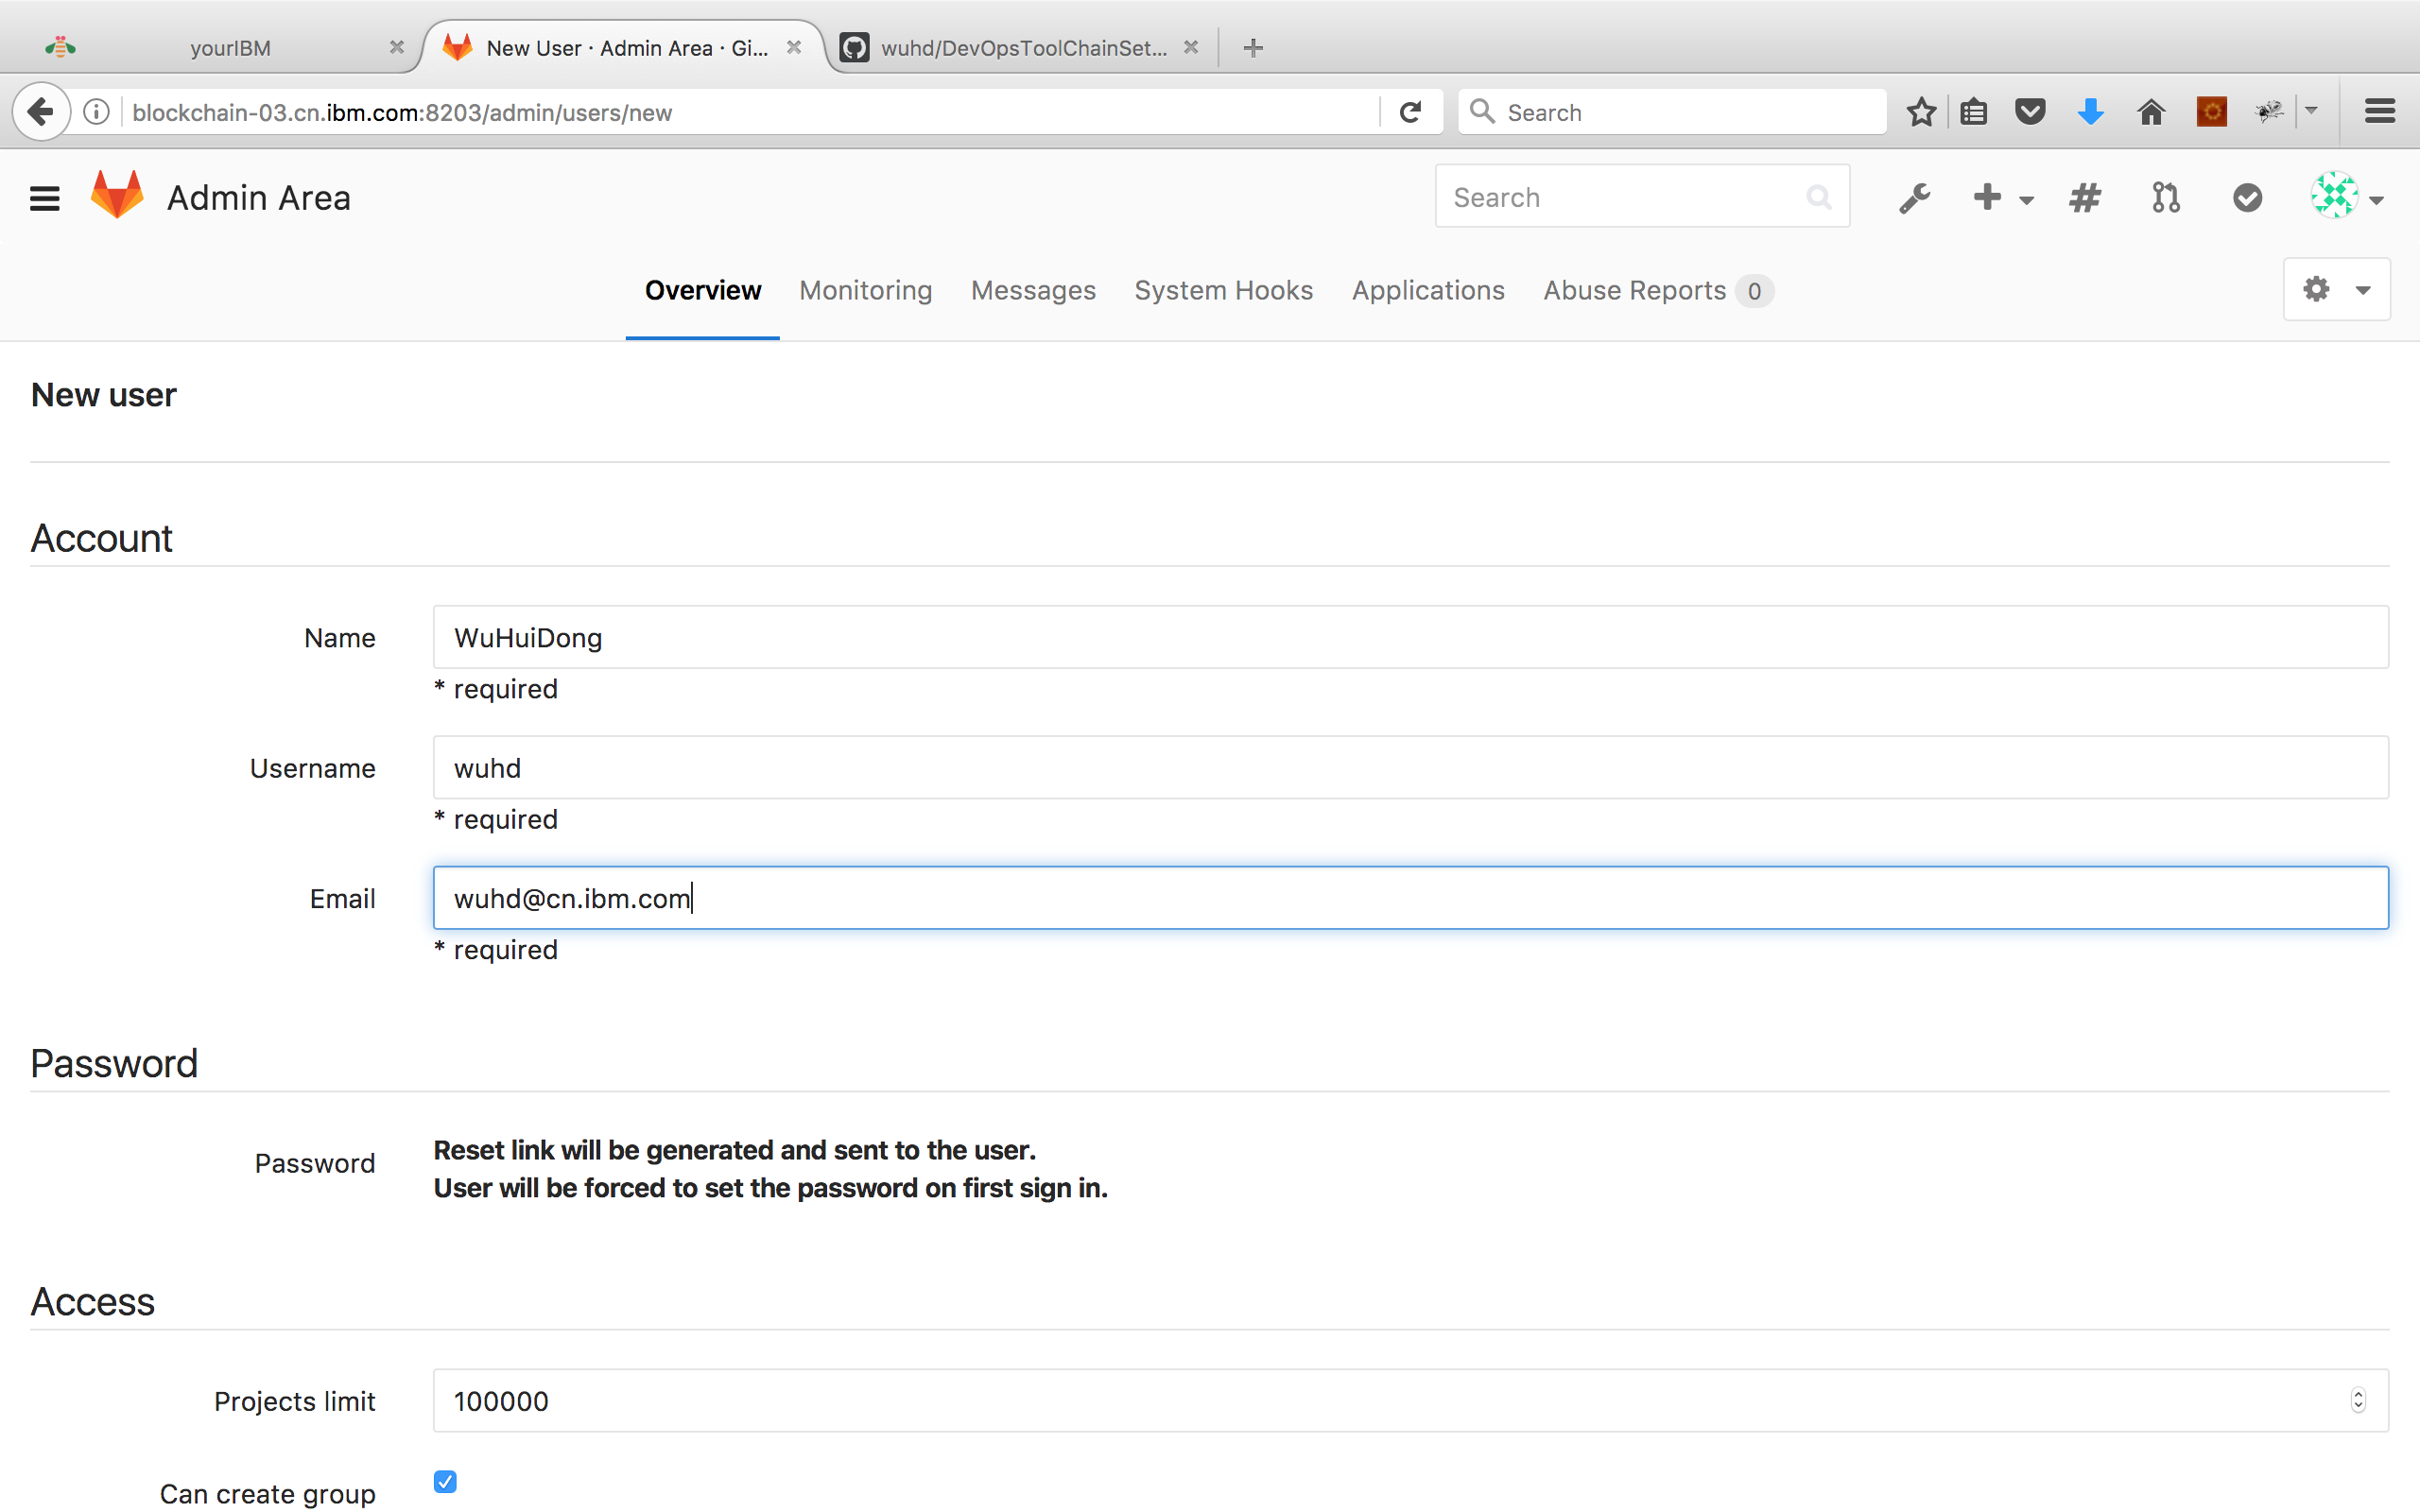 yourIBM
New User · Admin Area · Gi...
wuhd/DevOpsToolChainSet...
blockchain-03.cn.ibm.com:8203/admin/users/new
Search
Admin Area
Search
Overview Monitoring Messages System Hooks Applications Abuse Reports 0
New user
Account
Name WuHuiDong
* required
Username wuhd
* required
Email wuhd@cn.ibm.com
* required
Password
Password Reset link will be generated and sent to the user.
User will be forced to set the password on first sign in.
Access
Projects limit 100000
Can create group